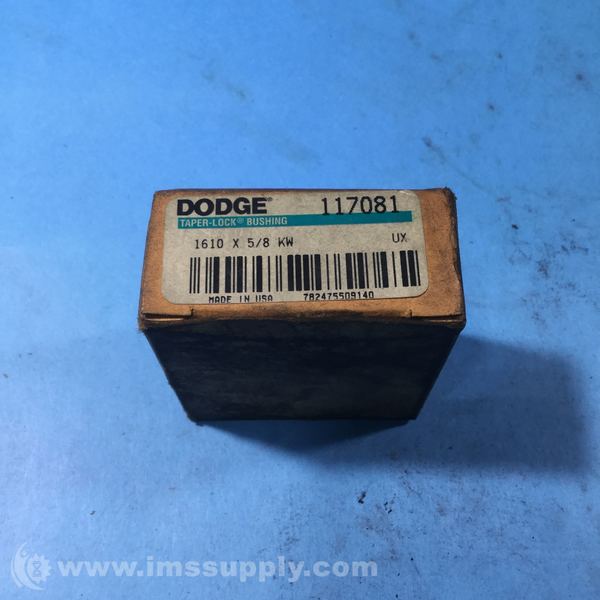 DODGE® 117081
TAPER-LOCK® BUSHING
1610 X 5/8 KW UX
MADE IN USA 782475509140
www.imssupply.com